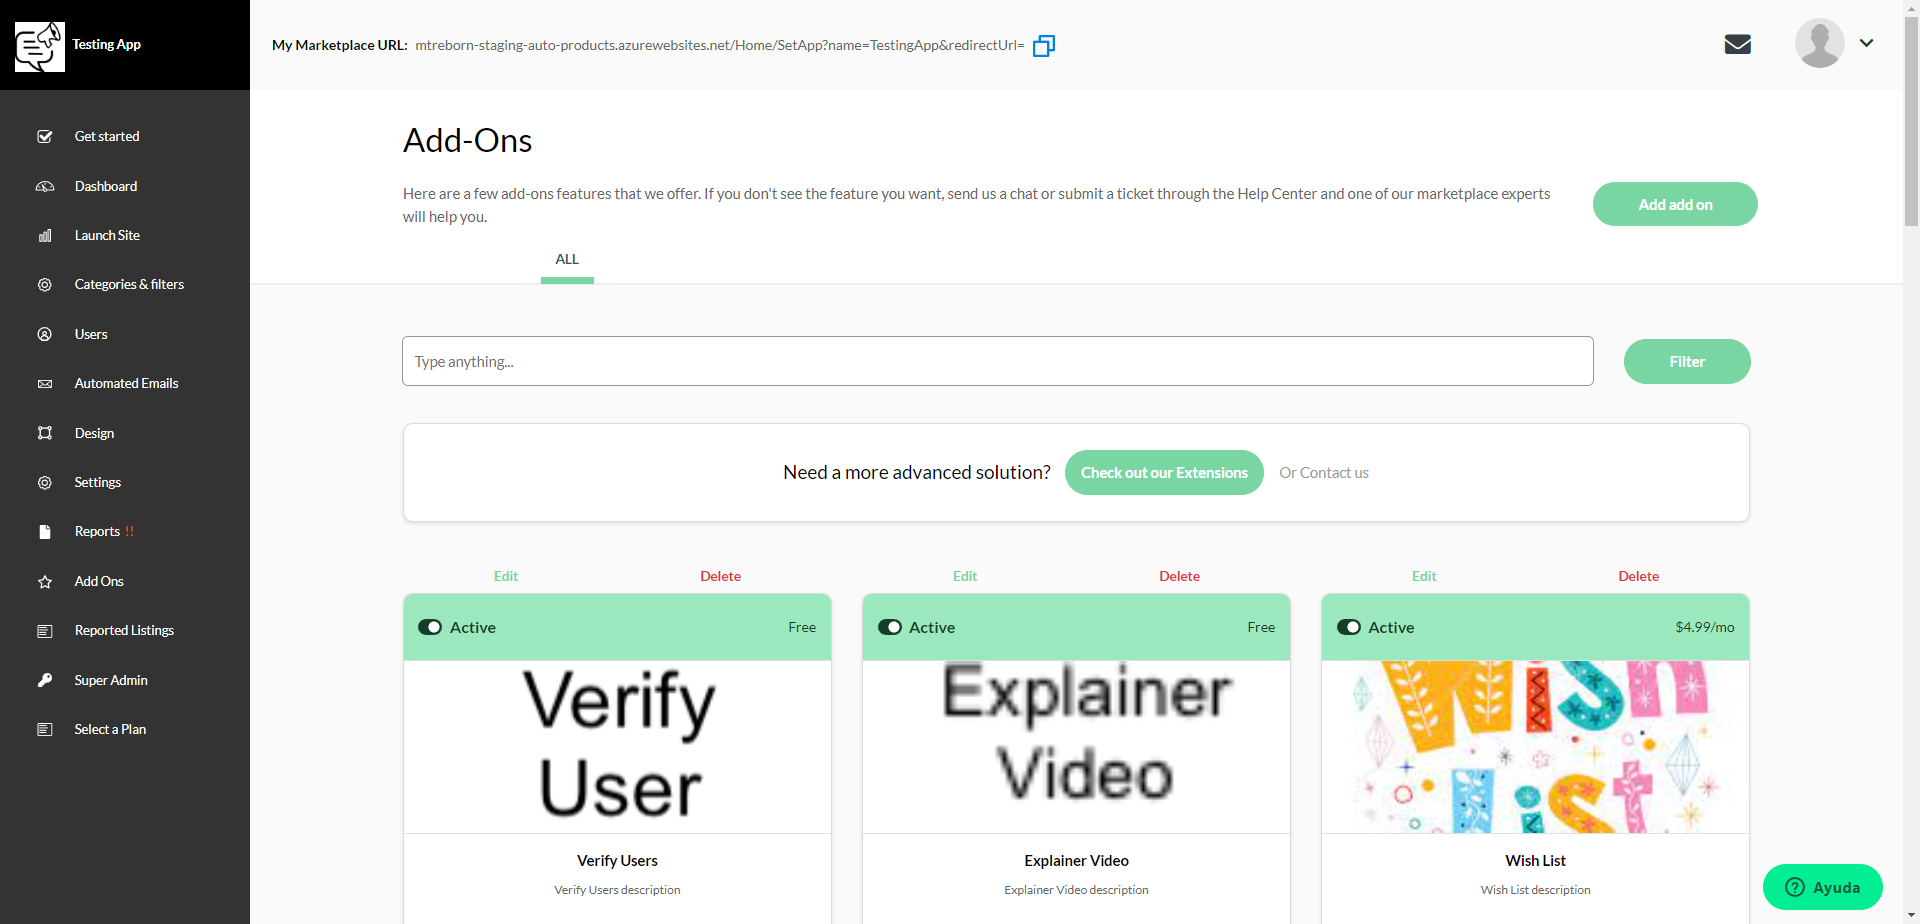 Testing App
My Marketplace URL: mtreborn-staging-auto-products.azurewebsites.net/Home/SetApp?name=TestingApp&redirectUrl=
Get started
Dashboard
Launch Site
Categories & filters
Users
Automated Emails
Design
Settings
Reports !!
Add Ons
Reported Listings
Super Admin
Select a Plan
Add-Ons
Here are a few add-ons features that we offer. If you don't see the feature you want, send us a chat or submit a ticket through the Help Center and one of our marketplace experts
will help you.
Add add on
ALL
Type anything...
Filter
Need a more advanced solution? Check out our Extensions Or Contact us
Edit Delete
Active Free
Verify
User
Verify Users
Verify Users description
Edit Delete
Active Free
Explainer
Video
Explainer Video
Explainer Video description
Edit Delete
Active $4.99/mo
Wish
list
Wish List
Wish List description
Ayuda